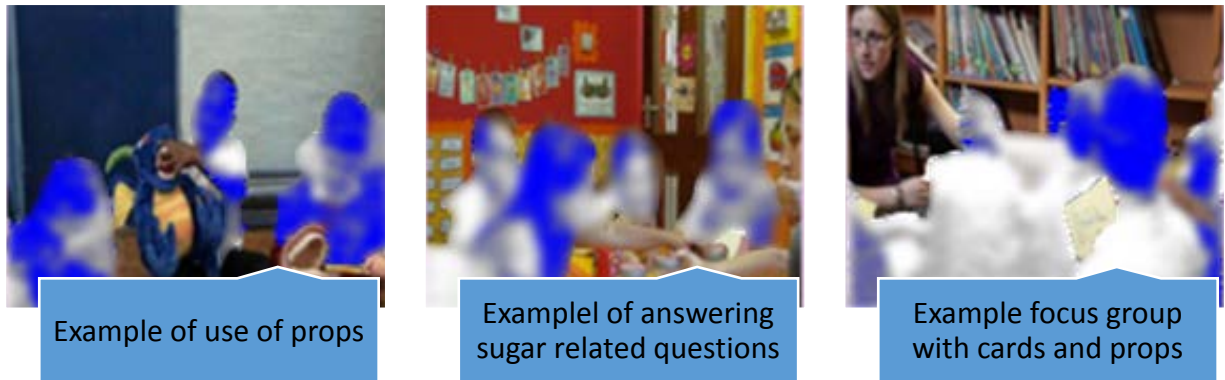 Example of use of props
Examplel of answering
sugar related questions
Example focus group
with cards and props